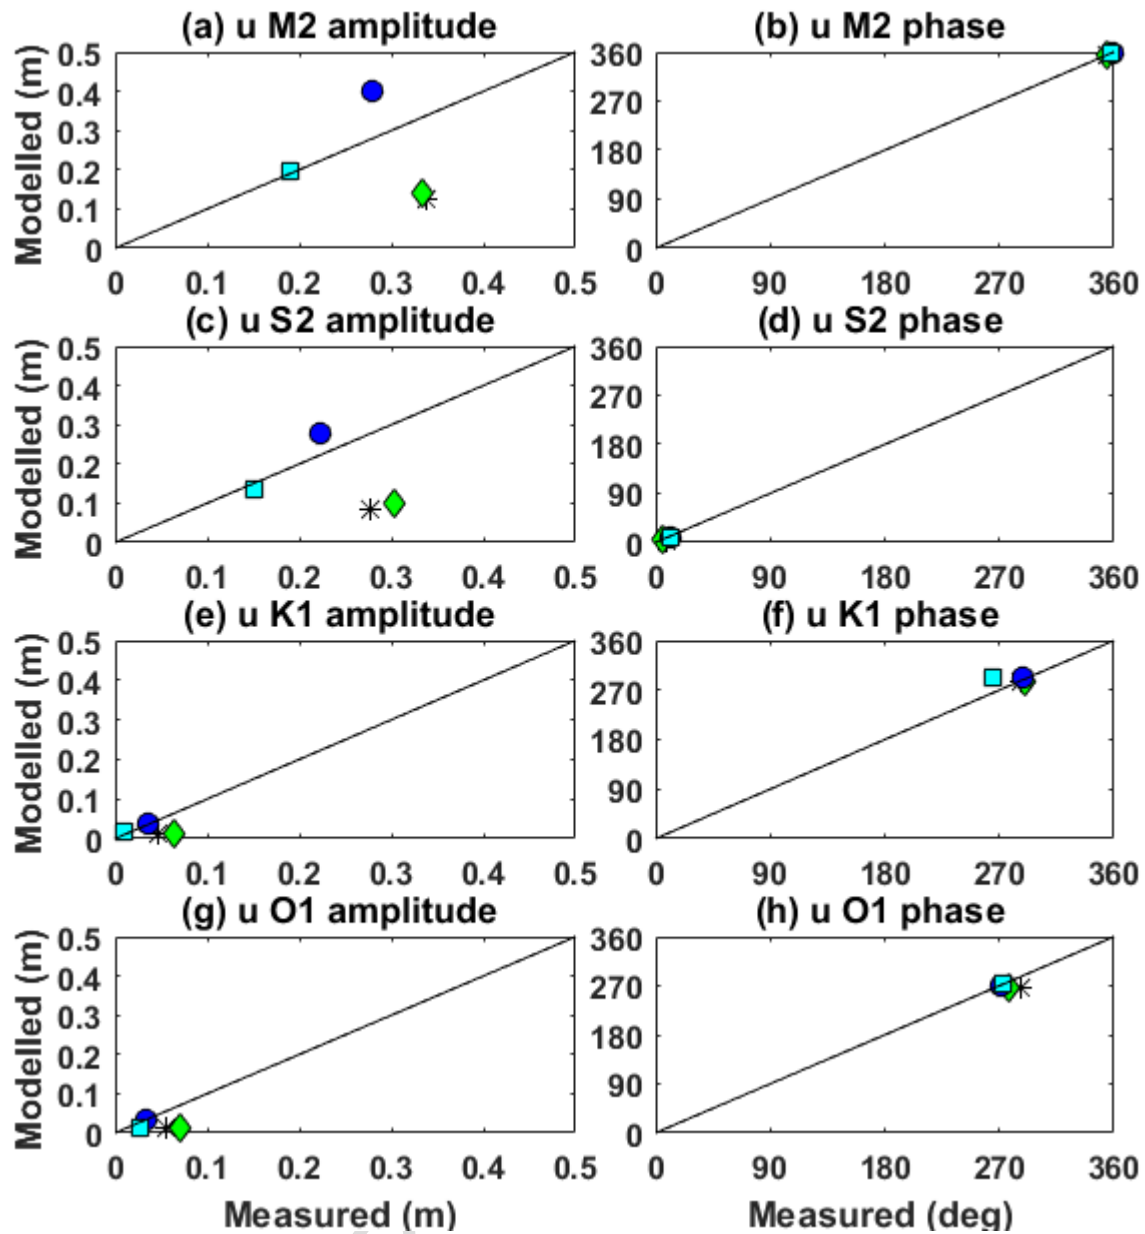 (a) u M2 amplitude
(b) u M2 phase
Modelled (m)
0.5
0.4
0.3
0.2
0.1
0
0 0.1 0.2 0.3 0.4 0.5
360
270
180
90
0
0 90 180 270 360
(c) u S2 amplitude
(d) u S2 phase
Modelled (m)
0.5
0.4
0.3
0.2
0.1
0
0 0.1 0.2 0.3 0.4 0.5
360
270
180
90
0
0 90 180 270 360
(e) u K1 amplitude
(f) u K1 phase
Modelled (m)
0.5
0.4
0.3
0.2
0.1
0
0 0.1 0.2 0.3 0.4 0.5
360
270
180
90
0
0 90 180 270 360
(g) u O1 amplitude
(h) u O1 phase
Modelled (m)
0.5
0.4
0.3
0.2
0.1
0
0 0.1 0.2 0.3 0.4 0.5
360
270
180
90
0
0 90 180 270 360
Measured (m)
Measured (deg)